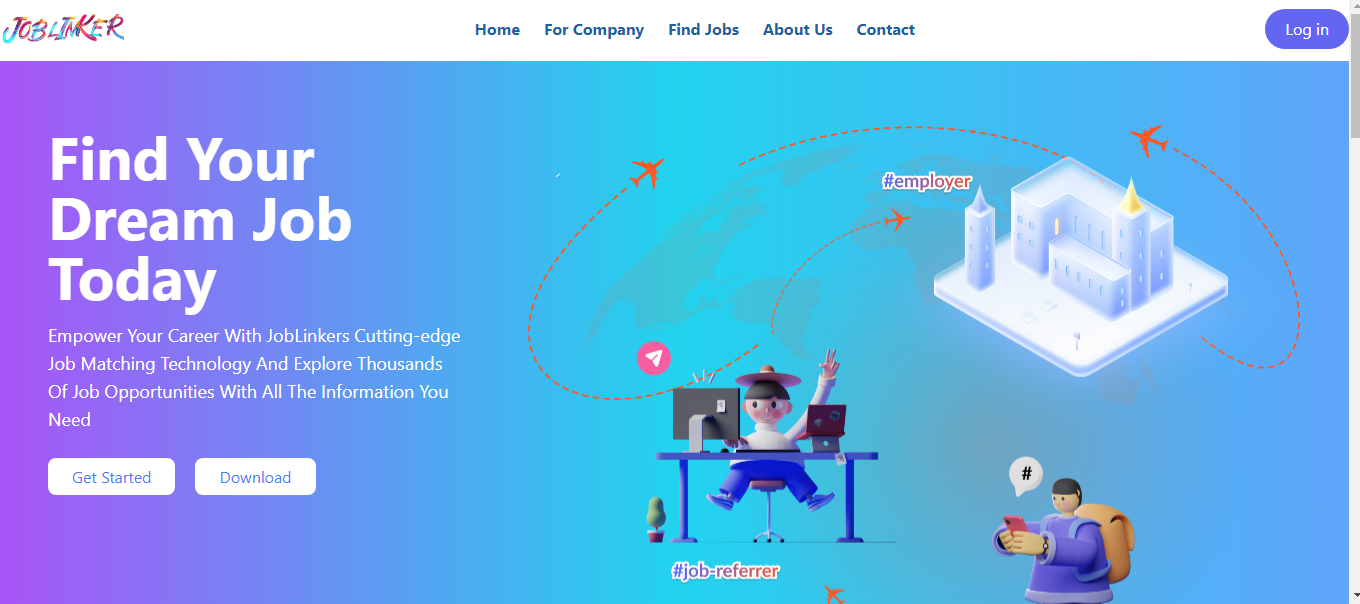 JOBLINKER
Home For Company Find Jobs About Us Contact
Log in
Find Your
Dream Job
Today
Empower Your Career With JobLinkers Cutting-edge
Job Matching Technology And Explore Thousands
Of Job Opportunities With All The Information You
Need
Get Started Download
#employer
#
#job-referrer